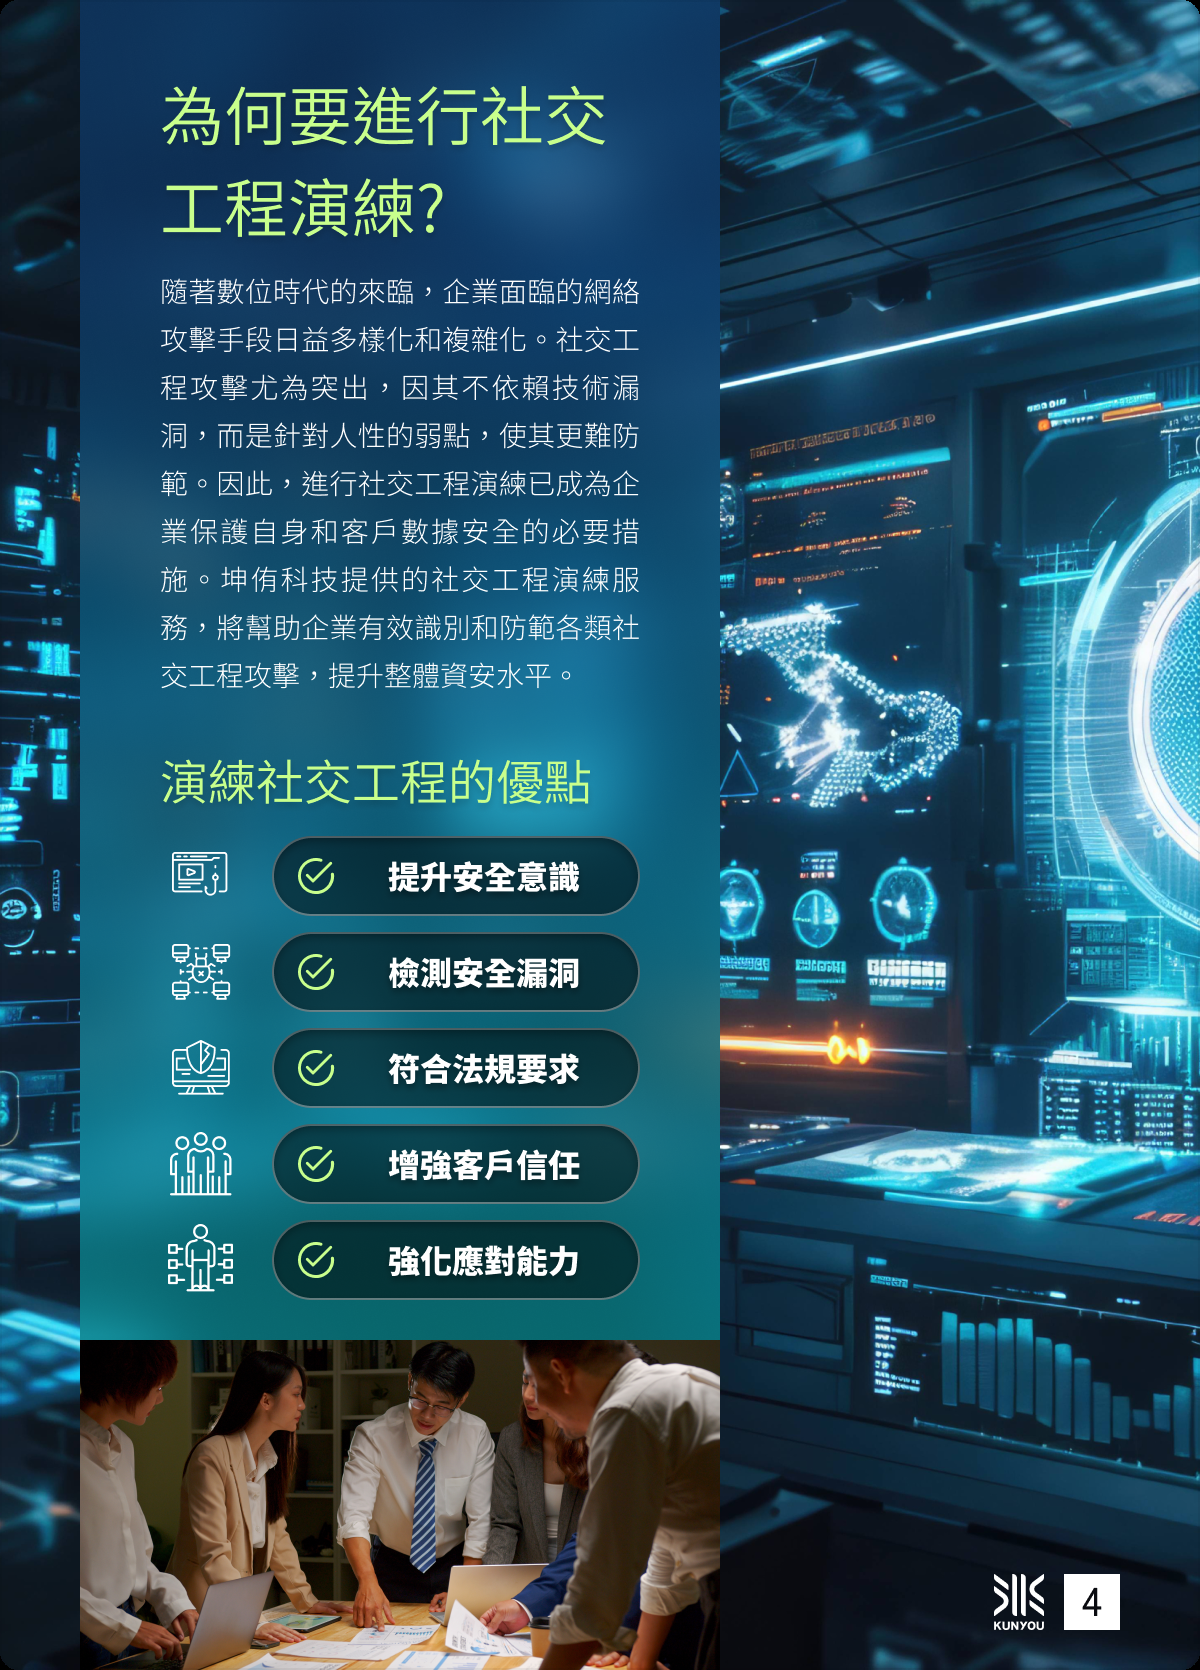 為何要進行社交
工程演練?
隨著數位時代的來臨，企業面臨的網絡
攻擊手段日益多樣化和複雜化。社交工
程攻擊尤為突出，因其不依賴技術漏
洞，而是針對人性的弱點，使其更難防
範。因此，進行社交工程演練已成為企
業保護自身和客戶數據安全的必要措
施。坤侑科技提供的社交工程演練服
務，將幫助企業有效識別和防範各類社
交工程攻擊，提升整體資安水平。
演練社交工程的優點
提升安全意識
檢測安全漏洞
符合法規要求
增強客戶信任
強化應對能力
KUNYOU
4